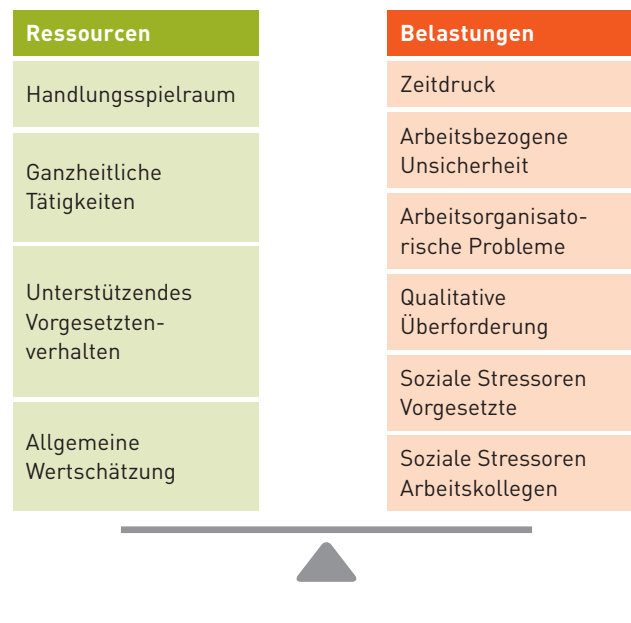 Ressourcen
Handlungsspielraum
Ganzheitliche
Tätigkeiten
Unterstützendes
Vorgesetzten-
verhalten
Allgemeine
Wertschätzung
Belastungen
Zeitdruck
Arbeitsbezogene
Unsicherheit
Arbeitsorganisato-
rische Probleme
Qualitative
Überforderung
Soziale Stressoren
Vorgesetzte
Soziale Stressoren
Arbeitskollegen